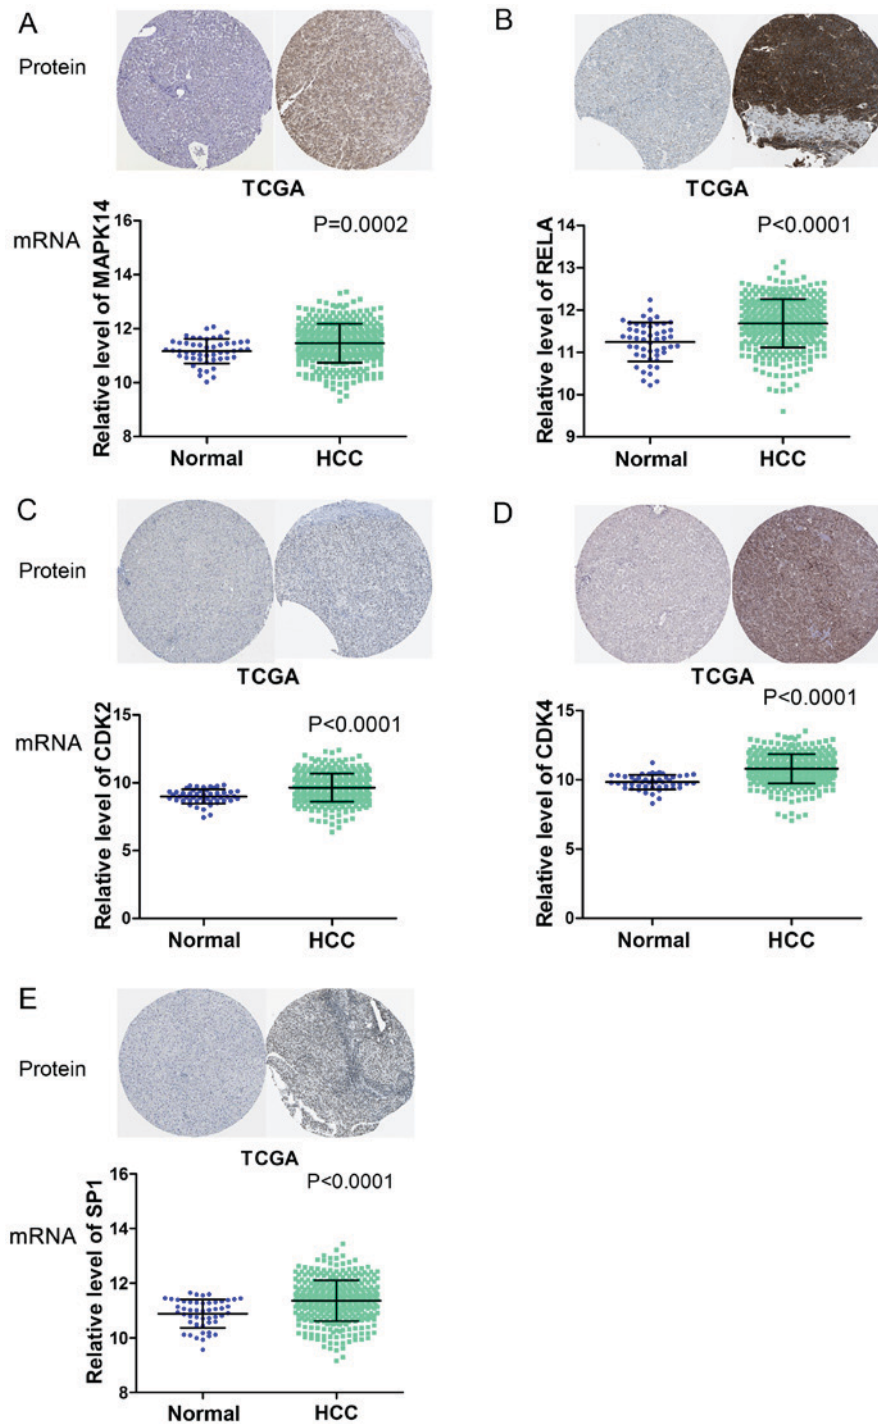 A
Protein
TCGA
mRNA
Relative level of MAPK14
P=0.0002
16
14
12
10
8
Normal
HCC
B
TCGA
Relative level of RELA
P<0.0001
14
13
12
11
10
9
Normal
HCC
C
Protein
TCGA
mRNA
Relative level of CDK2
P<0.0001
15
10
5
0
Normal
HCC
D
TCGA
Relative level of CDK4
P<0.0001
15
10
5
0
Normal
HCC
E
Protein
TCGA
mRNA
Relative level of SP1
P<0.0001
16
14
12
10
8
Normal
HCC